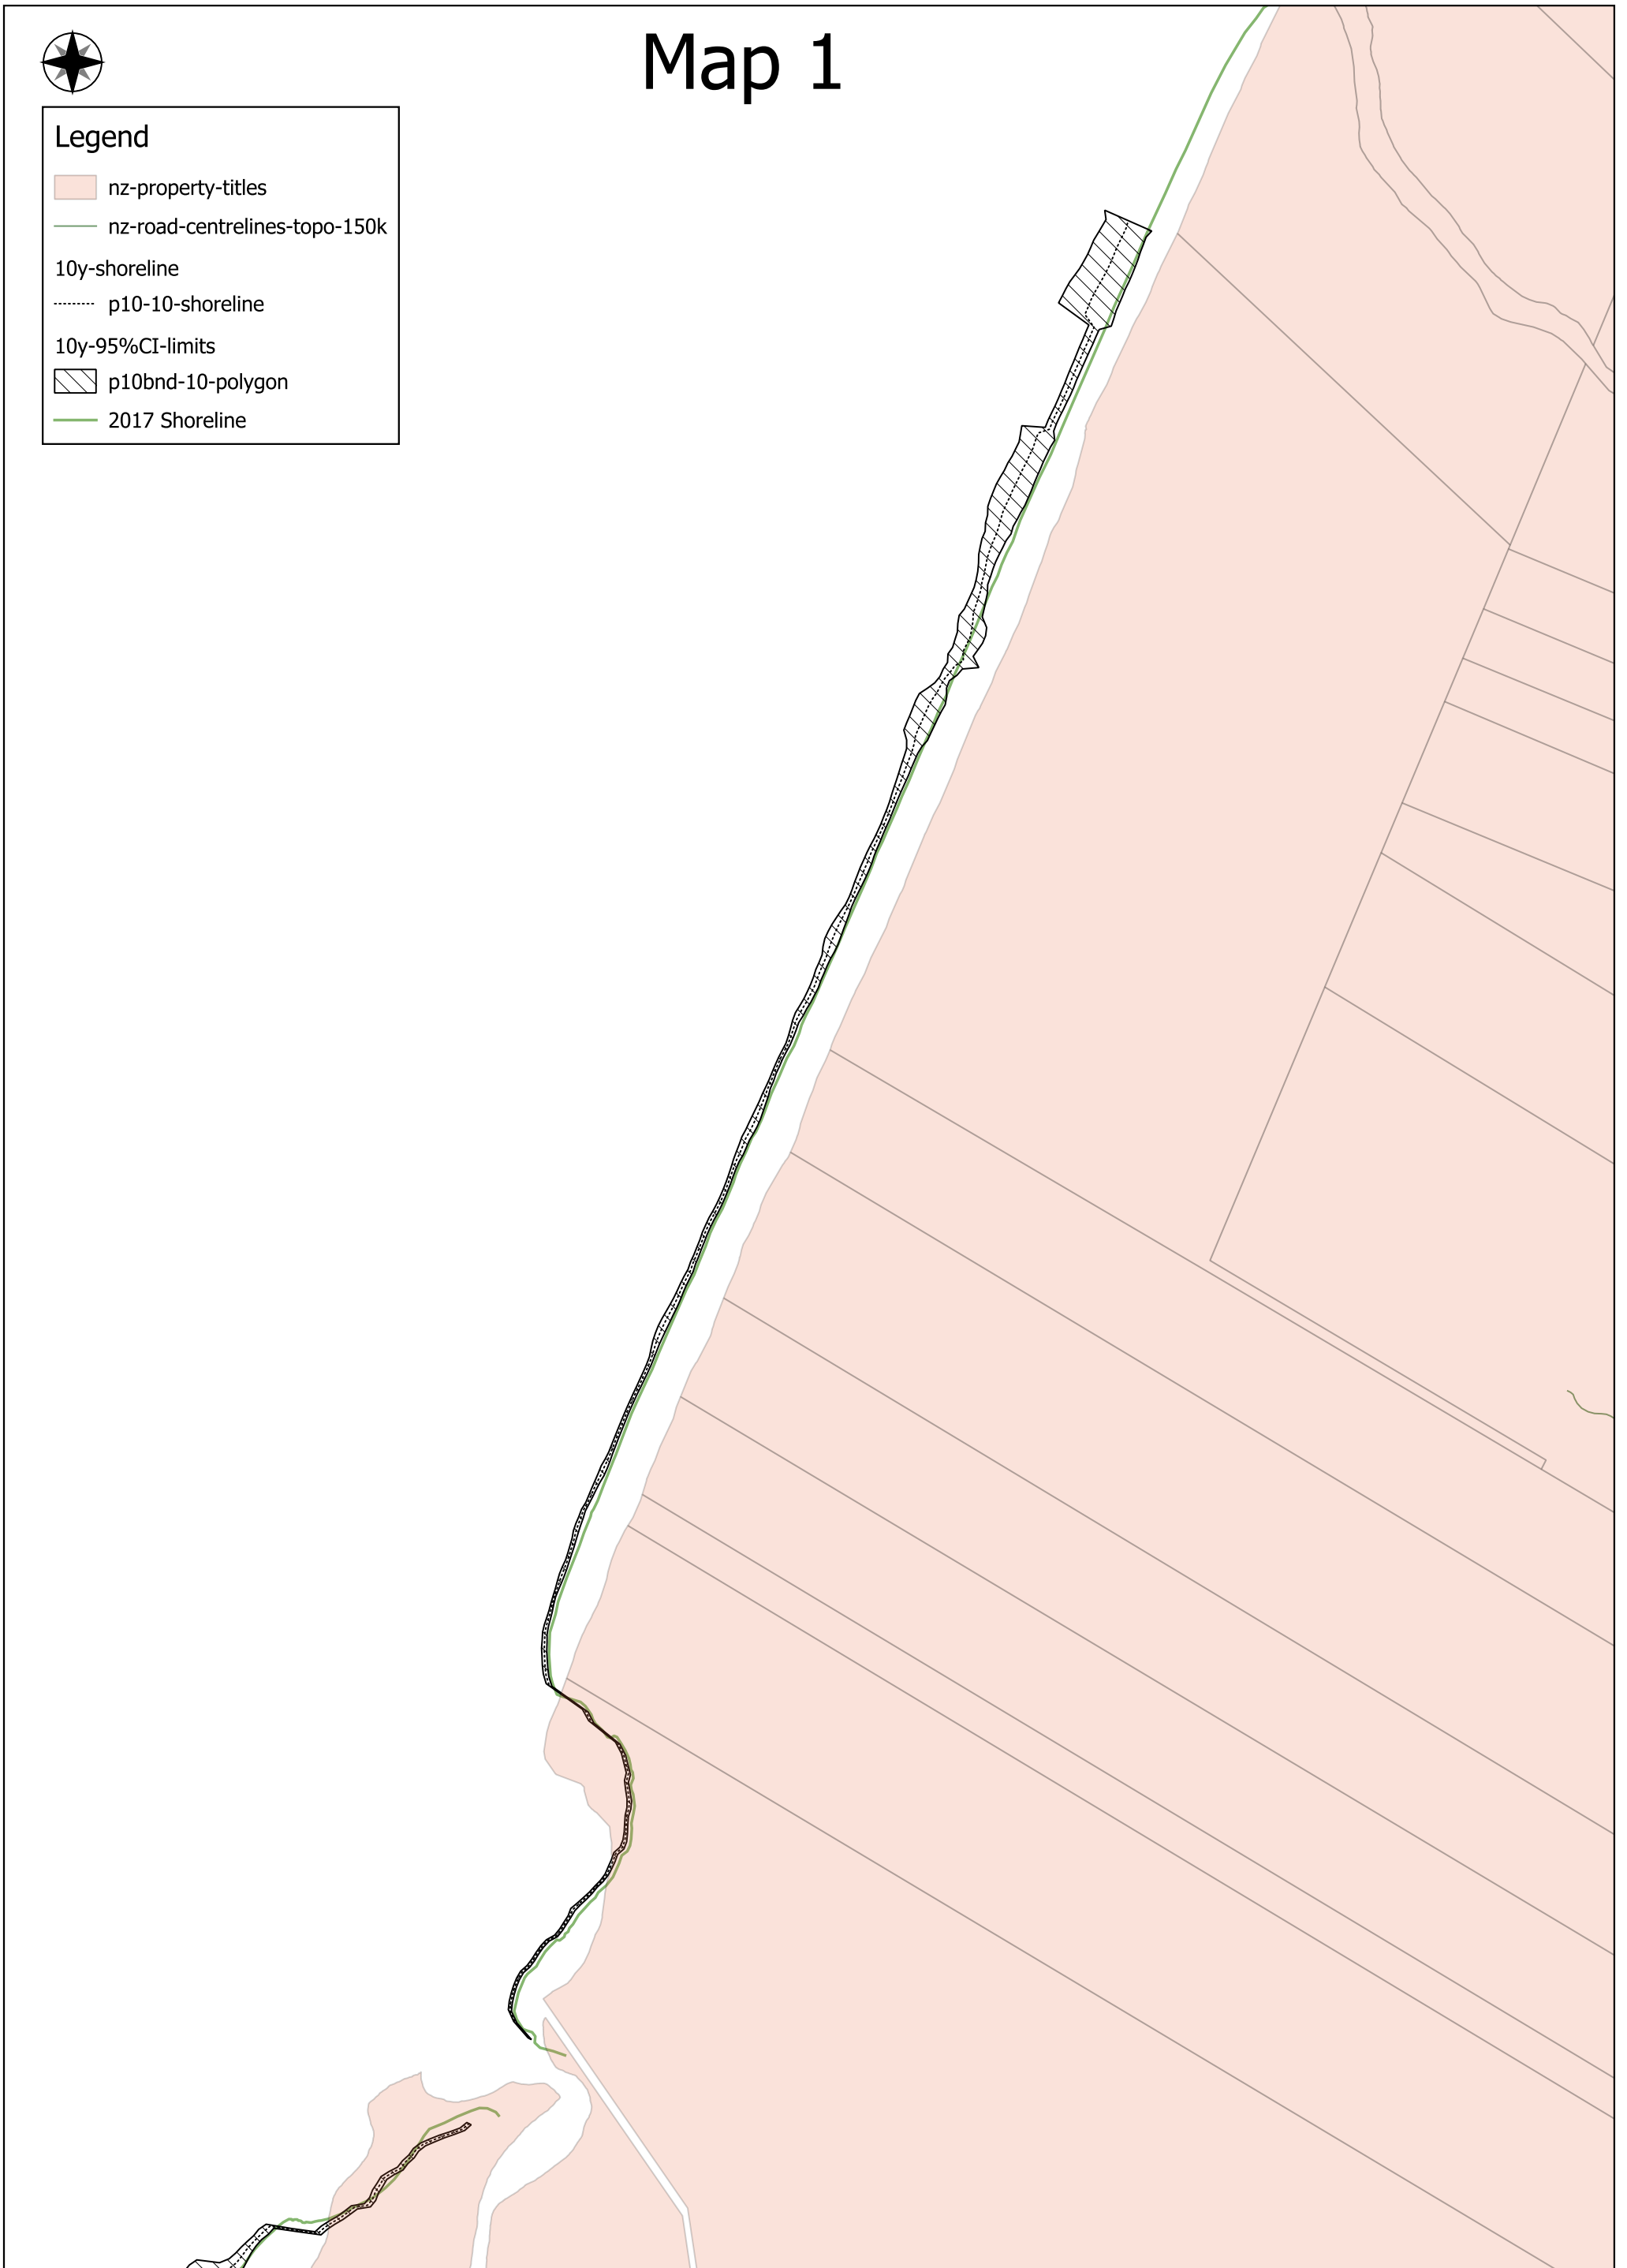 Map 1
Legend
nz-property-titles
nz-road-centrelines-topo-150k
10y-shoreline
p10-10-shoreline
10y-95%CI-limits
p10bnd-10-polygon
2017 Shoreline